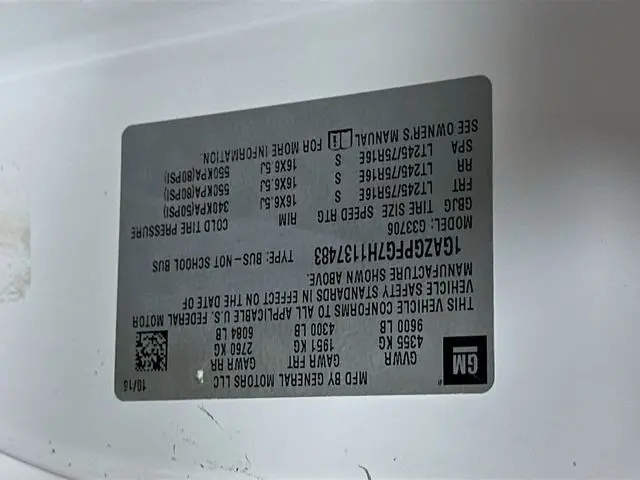 GM
MFD BY GENERAL MOTORS LLC 10/16
GVWR GAWR FRT GAWR RR
4355 KG 1951 KG 2760 KG
9600 LB 4300 LB 6084 LB
THIS VEHICLE CONFORMS TO ALL APPLICABLE U.S. FEDERAL MOTOR
VEHICLE SAFETY STANDARDS IN EFFECT ON THE DATE OF
MANUFACTURE SHOWN ABOVE.
1GAZGPFG7H1137483 TYPE: BUS-NOT SCHOOL BUS
MODEL: G33706
GBJG TIRE SIZE SPEED RTG RIM COLD TIRE PRESSURE
FRT LT245/75R16E S 16X6.5J 340KPA(50PSI)
RR LT245/75R16E S 16X6.5J 550KPA(80PSI)
SPA LT245/75R16E S 16X6.5J 550KPA(80PSI)
SEE OWNER'S MANUAL FOR MORE INFORMATION.